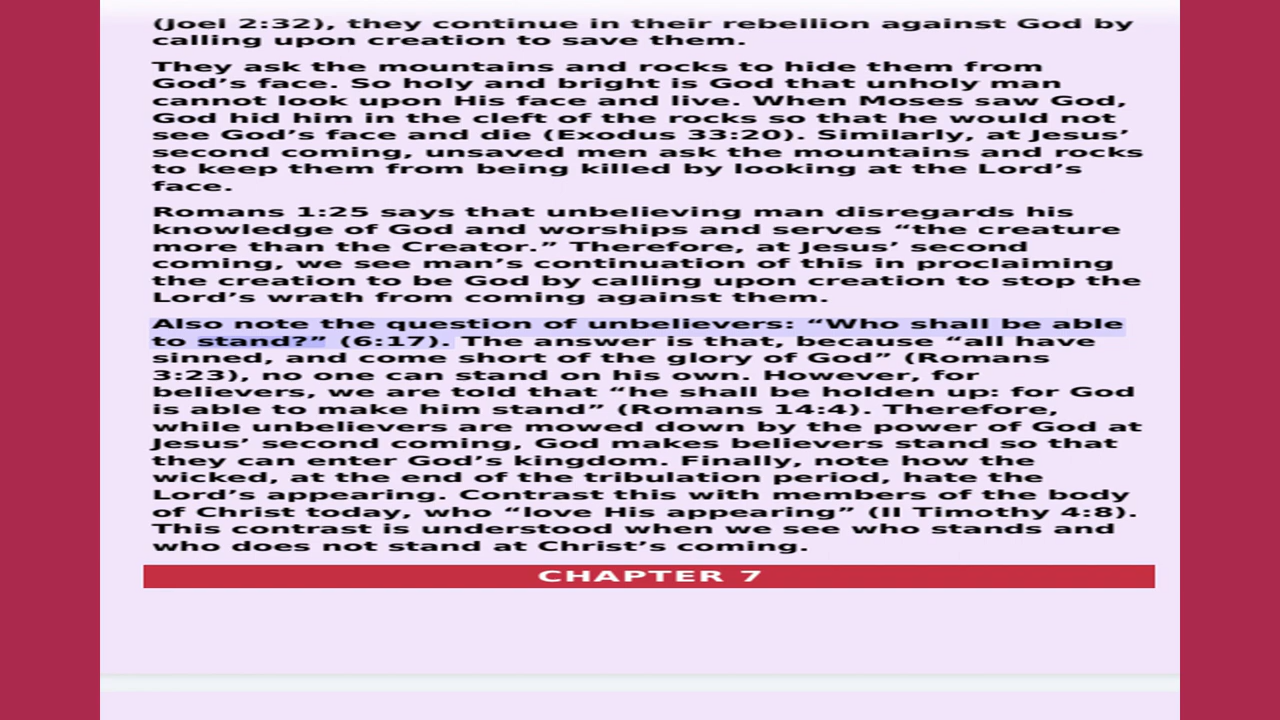 (Joel 2:32), they continue in their rebellion against God by
calling upon creation to save them.
They ask the mountains and rocks to hide them from
God’s face. So holy and bright is God that unholy man
cannot look upon His face and live. When Moses saw God,
God hid him in the cleft of the rocks so that he would not
see God’s face and die (Exodus 33:20). Similarly, at Jesus’
second coming, unsaved men ask the mountains and rocks
to keep them from being killed by looking at the Lord’s
face.
Romans 1:25 says that unbelieving man disregards his
knowledge of God and worships and serves “the creature
more than the Creator.” Therefore, at Jesus’ second
coming, we see man’s continuation of this in proclaiming
the creation to be God by calling upon creation to stop the
Lord’s wrath from coming against them.
Also note the question of unbelievers: “Who shall be able
to stand?” (6:17). The answer is that, because “all have
sinned, and come short of the glory of God” (Romans
3:23), no one can stand on his own. However, for
believers, we are told that “he shall be holden up: for God
is able to make him stand” (Romans 14:4). Therefore,
while unbelievers are mowed down by the power of God at
Jesus’ second coming, God makes believers stand so that
they can enter God’s kingdom. Finally, note how the
wicked, at the end of the tribulation period, hate the
Lord’s appearing. Contrast this with members of the body
of Christ today, who “love His appearing” (II Timothy 4:8).
This contrast is understood when we see who stands and
who does not stand at Christ’s coming.
CHAPTER 7